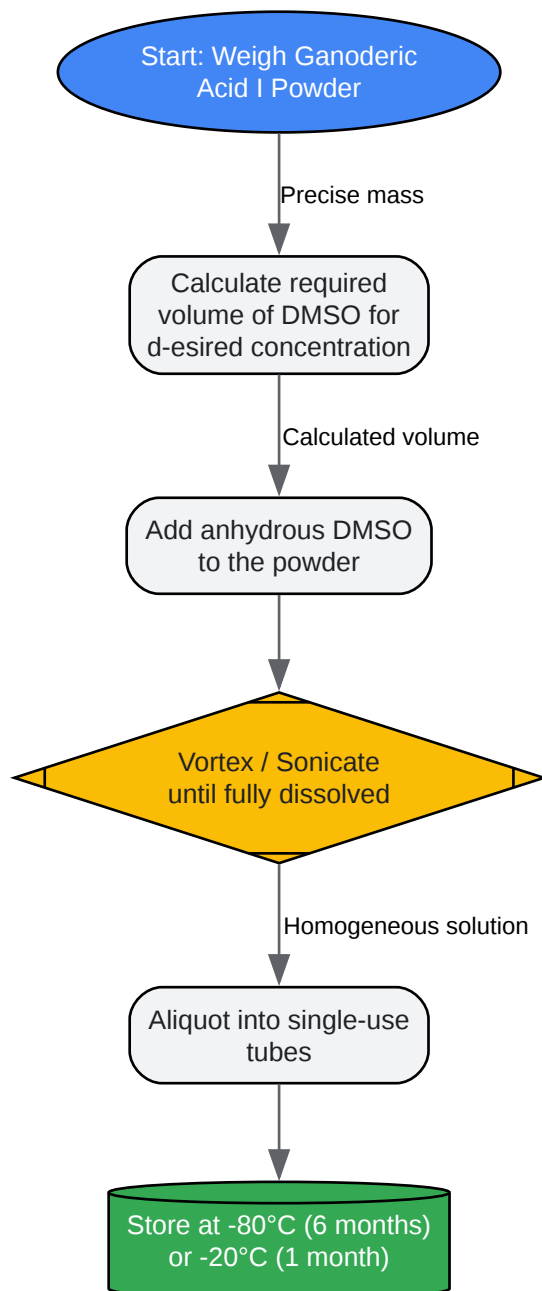 Start: Weigh Ganoderic
Acid I Powder
Precise mass
Calculate required
volume of DMSO for
d-esired concentration
Calculated volume
Add anhydrous DMSO
to the powder
Vortex / Sonicate
until fully dissolved
Homogeneous solution
Aliquot into single-use
tubes
Store at -80°C (6 months)
or -20°C (1 month)